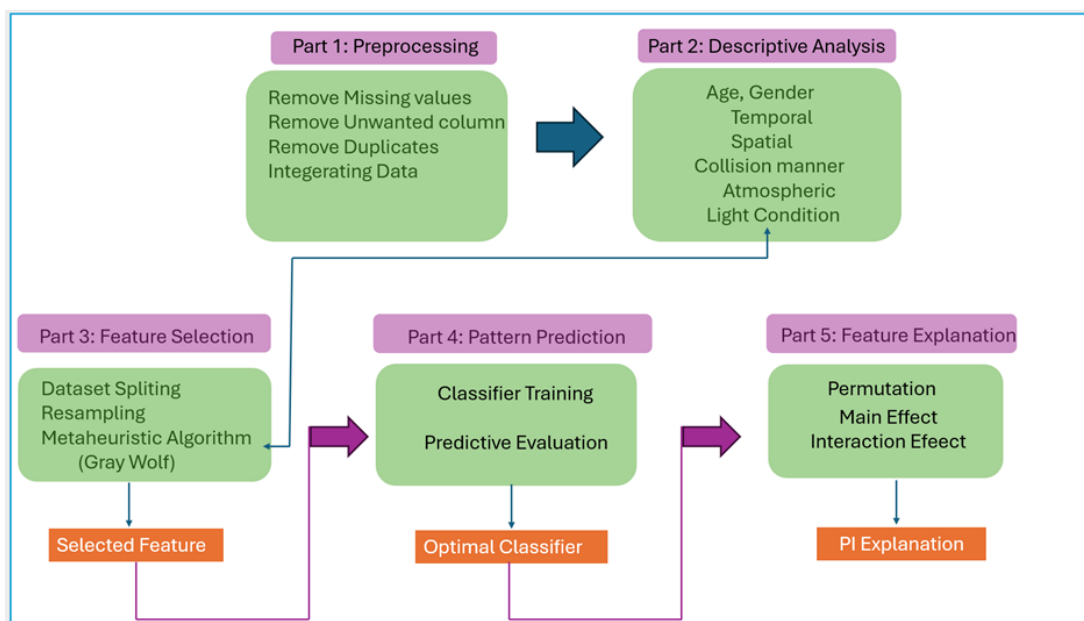 Part 1: Preprocessing
Remove Missing values
Remove Unwanted column
Remove Duplicates
Integerating Data
Part 2: Descriptive Analysis
Age, Gender
Temporal
Spatial
Collision manner
Atmospheric
Light Condition
Part 3: Feature Selection
Dataset Spliting
Resampling
Metaheuristic Algorithm
(Gray Wolf)
Selected Feature
Part 4: Pattern Prediction
Classifier Training
Predictive Evaluation
Optimal Classifier
Part 5: Feature Explanation
Permutation
Main Effect
Interaction Efeect
PI Explanation